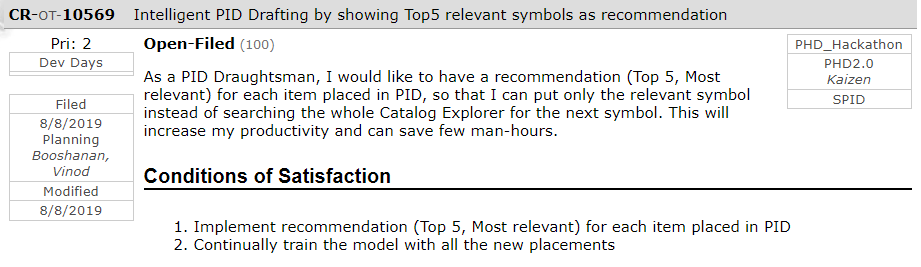 CR-OT-10569 Intelligent PID Drafting by showing Top5 relevant symbols as recommendation
Pri: 2
Dev Days
Filed
8/8/2019
Planning
Booshanan,
Vinod
Modified
8/8/2019
Open-Filed (100)
As a PID Draughtsman, I would like to have a recommendation (Top 5, Most
relevant) for each item placed in PID, so that I can put only the relevant symbol
instead of searching the whole Catalog Explorer for the next symbol. This will
increase my productivity and can save few man-hours.
Conditions of Satisfaction
1. Implement recommendation (Top 5, Most relevant) for each item placed in PID
2. Continually train the model with all the new placements
PHD_Hackathon
PHD2.0
Kaizen
SPID